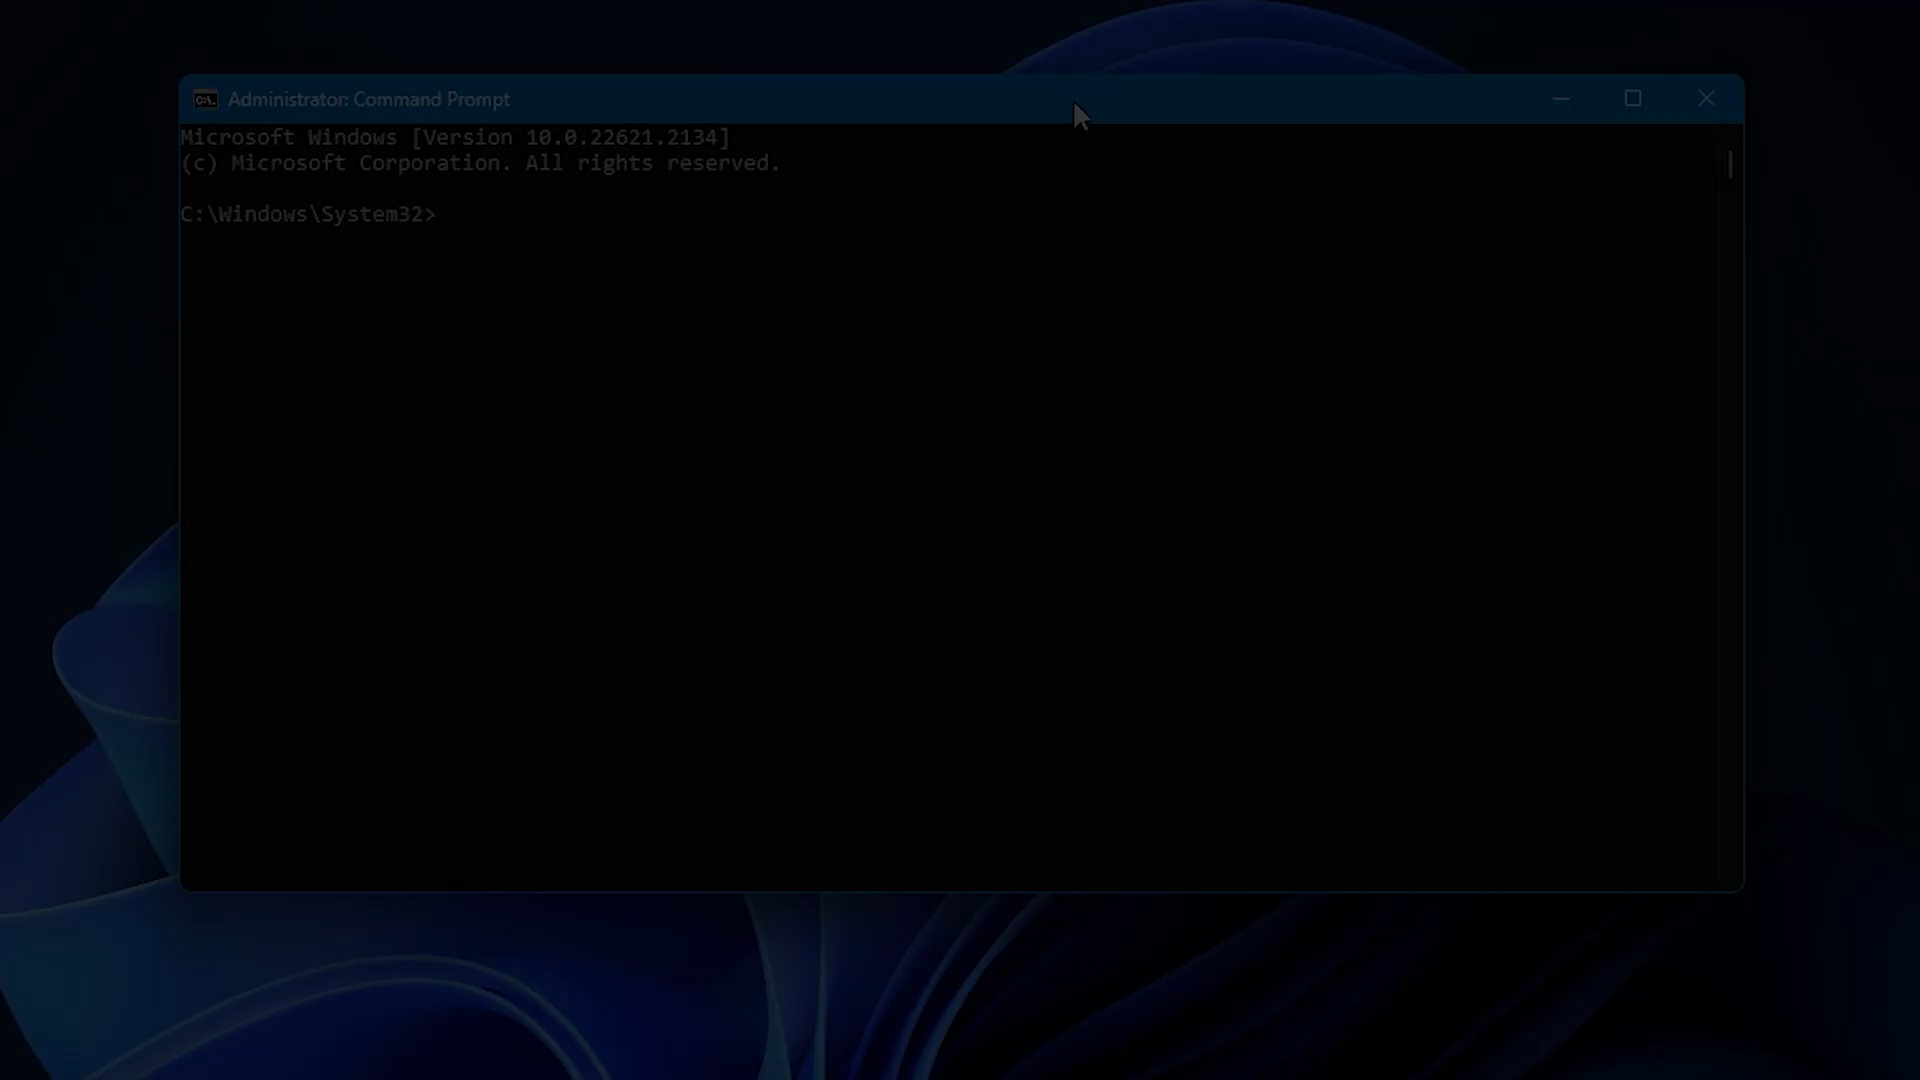 Administrator: Command Prompt
Microsoft Windows [Version 10.0.22621.2134]
(c) Microsoft Corporation. All rights reserved.
C:\Windows\System32>